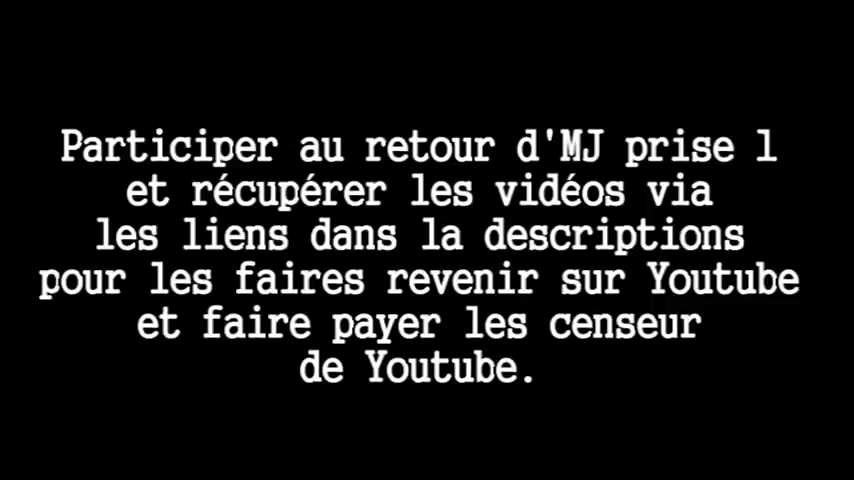 Participer au retour d'MJ prise 1
et récupérer les vidéos via
les liens dans la descriptions
pour les faires revenir sur Youtube
et faire payer les censeur
de Youtube.